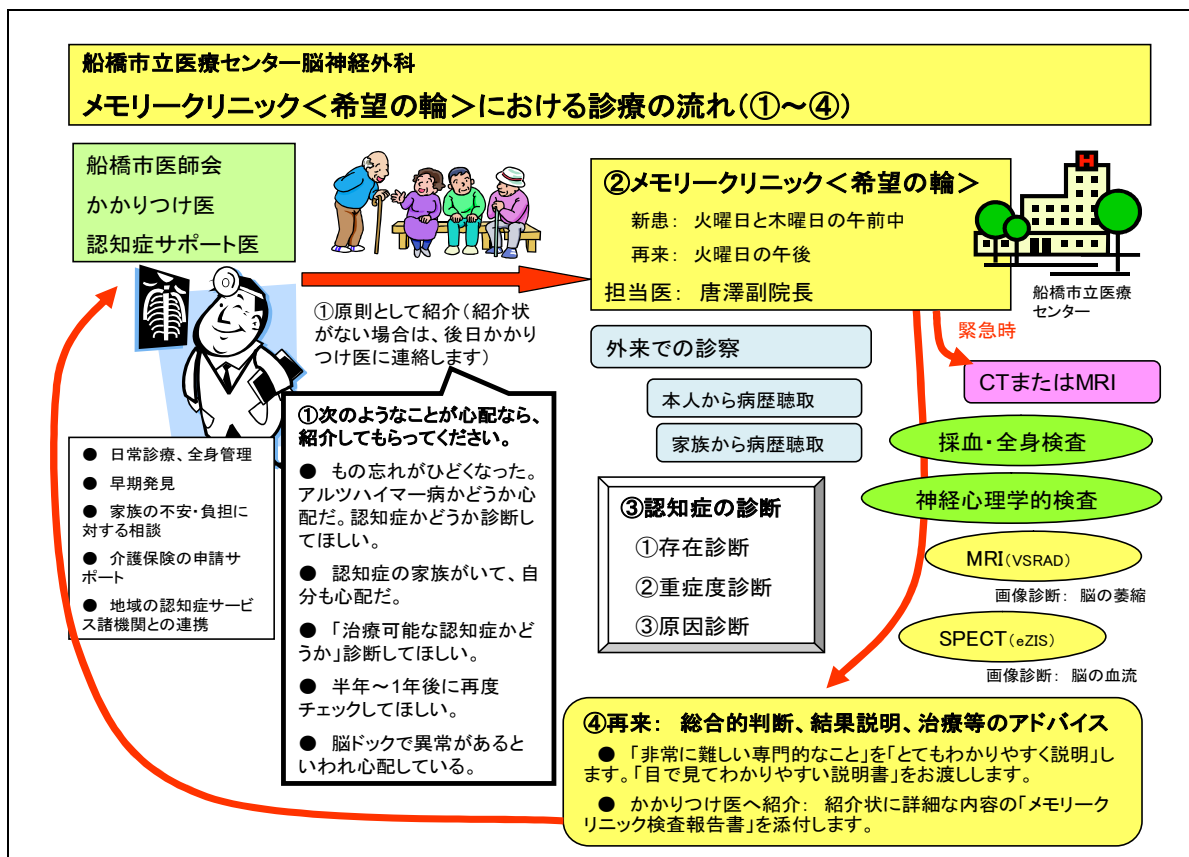 船橋市立医療センター脳神経外科
メモリークリニック＜希望の輪＞における診療の流れ（①～④）
船橋市医師会
かかりつけ医
認知症サポート医
①原則として紹介（紹介状
がない場合は、後日かかり
つけ医に連絡します）
②メモリークリニック＜希望の輪＞
新患： 火曜日と木曜日の午前中
再来： 火曜日の午後
担当医： 唐澤副院長
H
船橋市立医療
センター
緊急時
● 日常診療、全身管理
● 早期発見
● 家族の不安・負担に
対する相談
● 介護保険の申請サ
ポート
● 地域の認知症サービ
ス諸機関との連携
①次のようなことが心配なら、
紹介してもらってください。
● もの忘れがひどくなった。
アルツハイマー病かどうか心
配だ。認知症かどうか診断し
てほしい。
● 認知症の家族がいて、自
分も心配だ。
● 「治療可能な認知症かど
うか」診断してほしい。
● 半年～1年後に再度
チェックしてほしい。
● 脳ドックで異常があると
いわれ心配している。
外来での診察
本人から病歴聴取
家族から病歴聴取
③認知症の診断
①存在診断
②重症度診断
③原因診断
CTまたはMRI
採血・全身検査
神経心理学的検査
MRI（VSRAD）
画像診断： 脳の萎縮
SPECT（eZIS）
画像診断： 脳の血流
④再来： 総合的判断、結果説明、治療等のアドバイス
● 「非常に難しい専門的なこと」を「とてもわかりやすく説明」し
ます。「目で見てわかりやすい説明書」をお渡しします。
● かかりつけ医へ紹介： 紹介状に詳細な内容の「メモリーク
リニック検査報告書」を添付します。